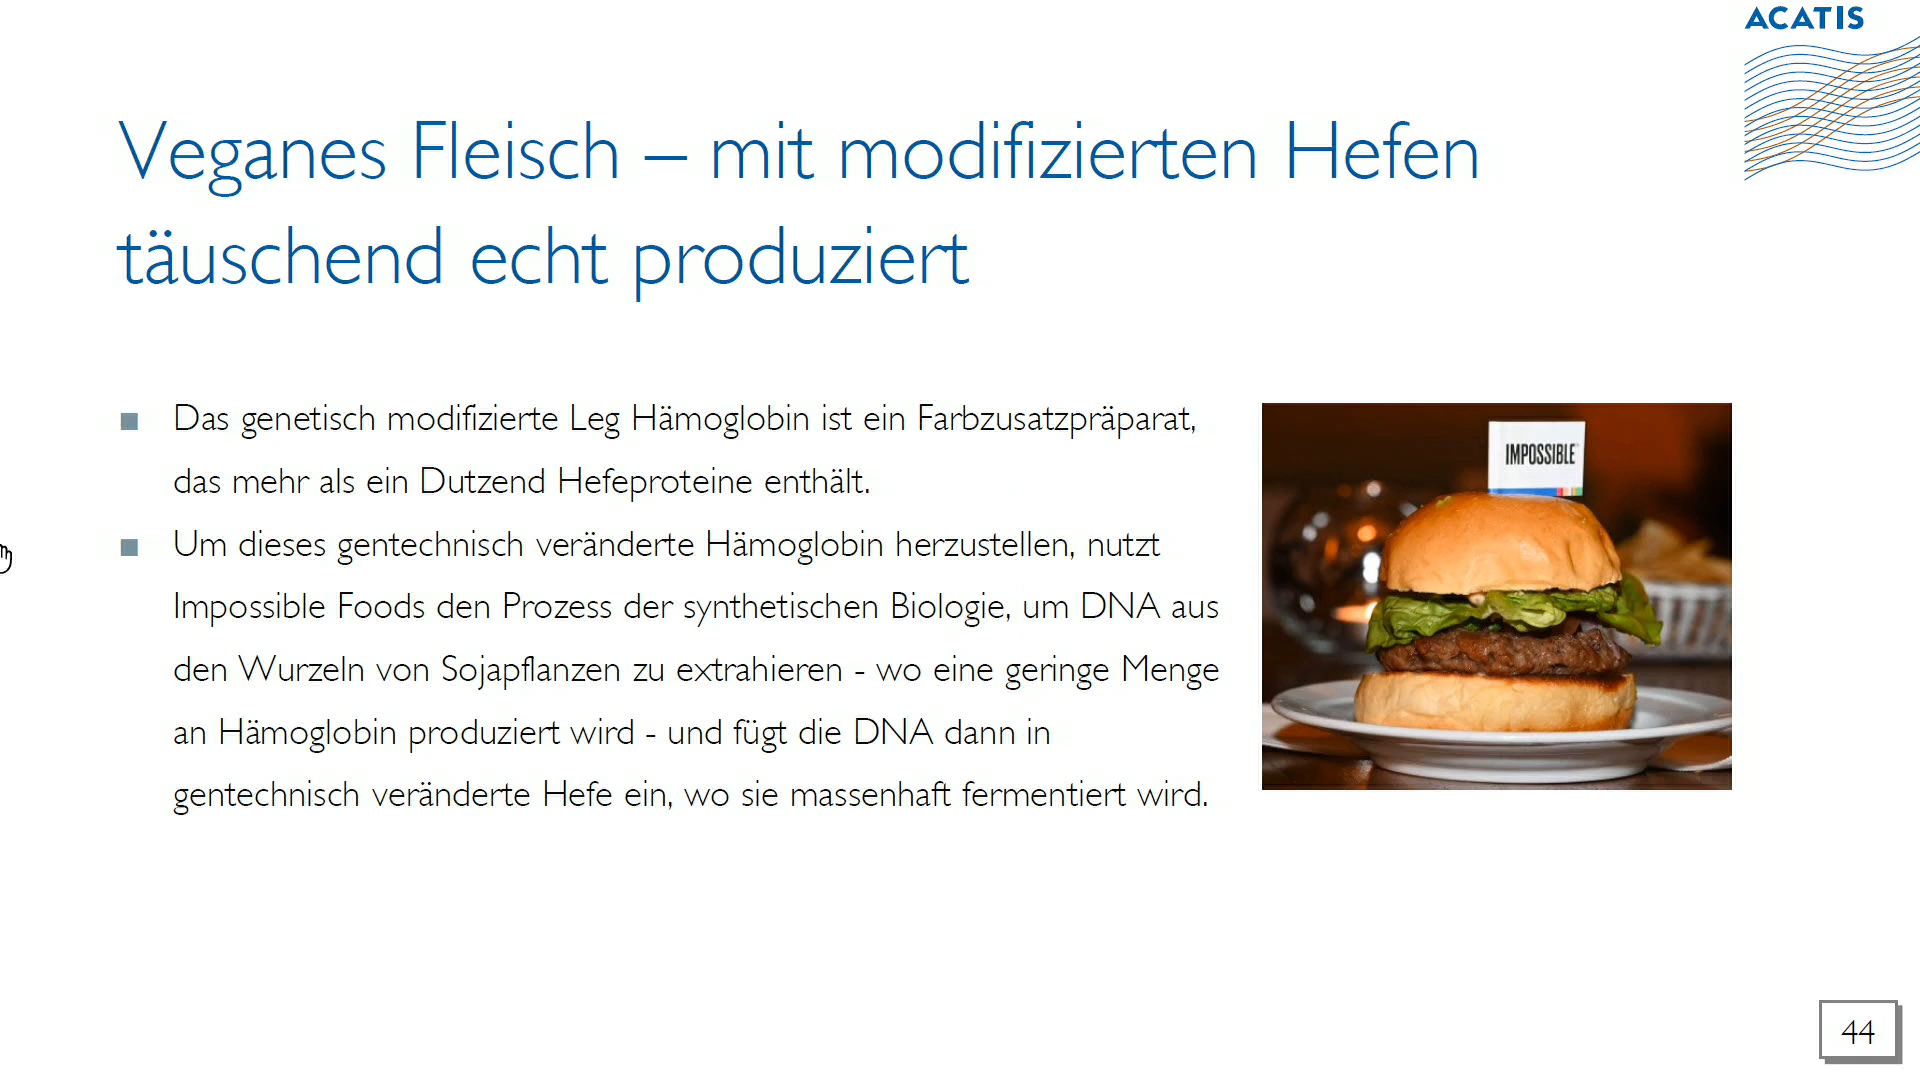 ACATIS
Veganes Fleisch – mit modifizierten Hefen
täuschend echt produziert
■ Das genetisch modifizierte Leg Hämoglobin ist ein Farbzusatzpräparat,
das mehr als ein Dutzend Hefeproteine enthält.
■ Um dieses gentechnisch veränderte Hämoglobin herzustellen, nutzt
Impossible Foods den Prozess der synthetischen Biologie, um DNA aus
den Wurzeln von Sojapflanzen zu extrahieren - wo eine geringe Menge
an Hämoglobin produziert wird - und fügt die DNA dann in
gentechnisch veränderte Hefe ein, wo sie massenhaft fermentiert wird.
IMPOSSIBLE
44